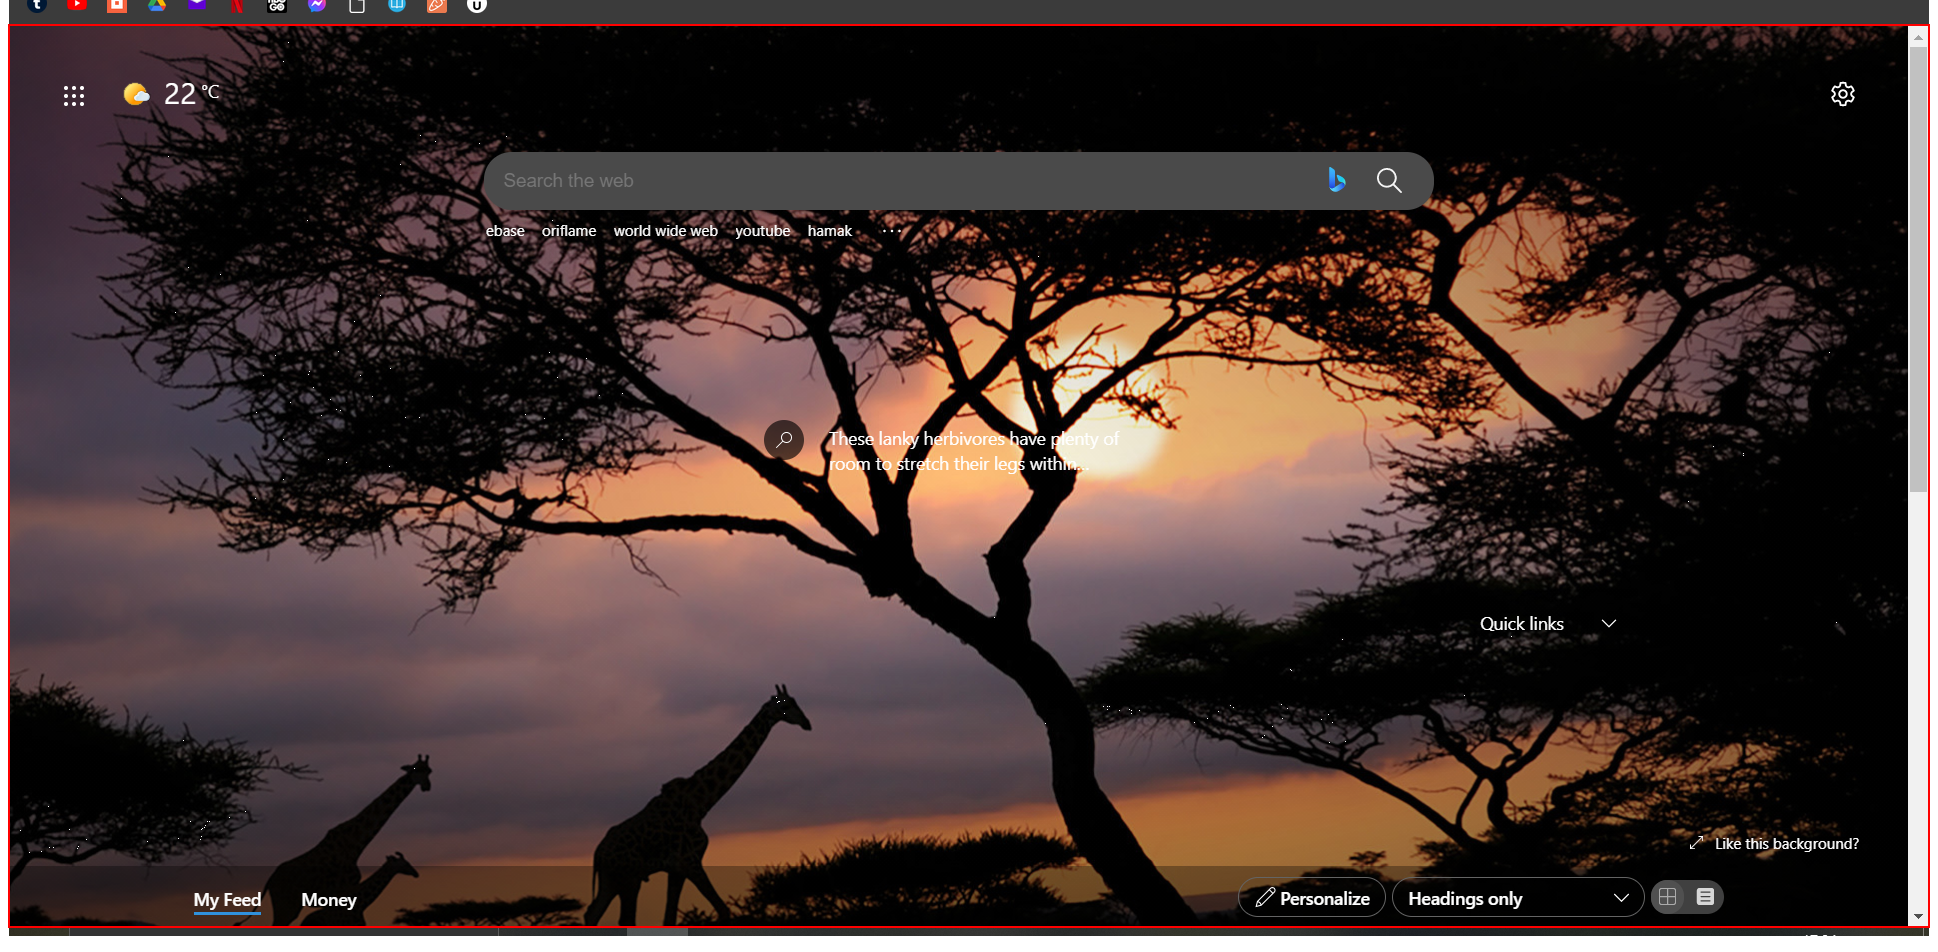 22 °C
Search the web
ebase oriflame world wide web youtube hamak ...
These lanky herbivores have plenty of
room to stretch their legs within...
Quick links
Like this background?
My Feed Money Personalize Headings only